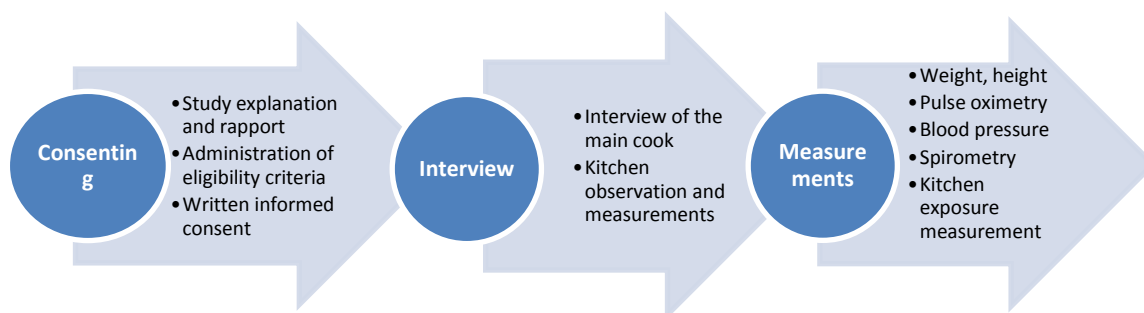 Consentin
g
•Study explanation
and rapport
•Administration of
eligibility criteria
•Written informed
consent
Interview
•Interview of the
main cook
•Kitchen
observation and
measurements
Measure
ments
•Weight, height
•Pulse oximetry
•Blood pressure
•Spirometry
•Kitchen
exposure
measurement